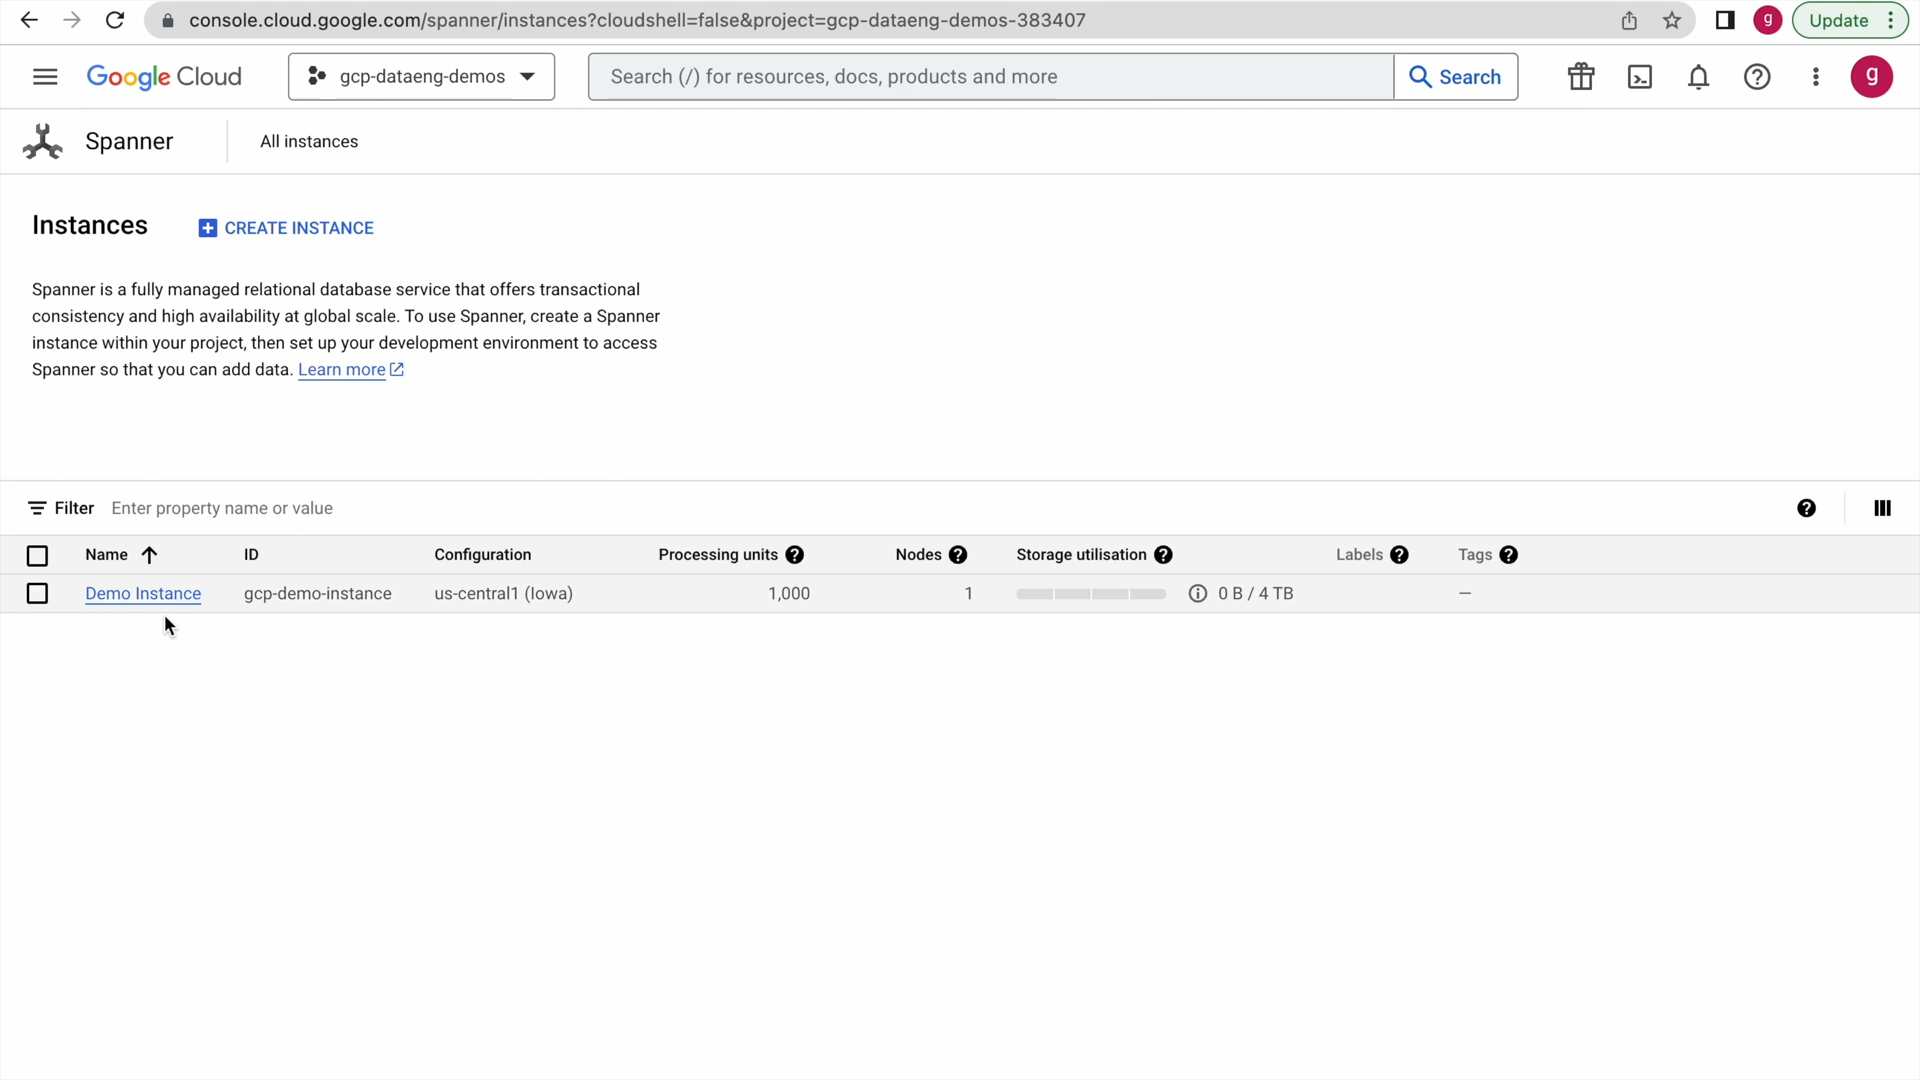 console.cloud.google.com/spanner/instances?cloudshell=false&project=gcp-dataeng-demos-383407
g
Update
Google Cloud
gcp-dataeng-demos
Search (/) for resources, docs, products and more
Search
g
Spanner
All instances
Instances
CREATE INSTANCE
Spanner is a fully managed relational database service that offers transactional
consistency and high availability at global scale. To use Spanner, create a Spanner
instance within your project, then set up your development environment to access
Spanner so that you can add data. Learn more
Filter Enter property name or value
Name ID Configuration Processing units Nodes Storage utilisation Labels Tags
Demo Instance gcp-demo-instance us-central1 (Iowa) 1,000 1 0 B / 4 TB —